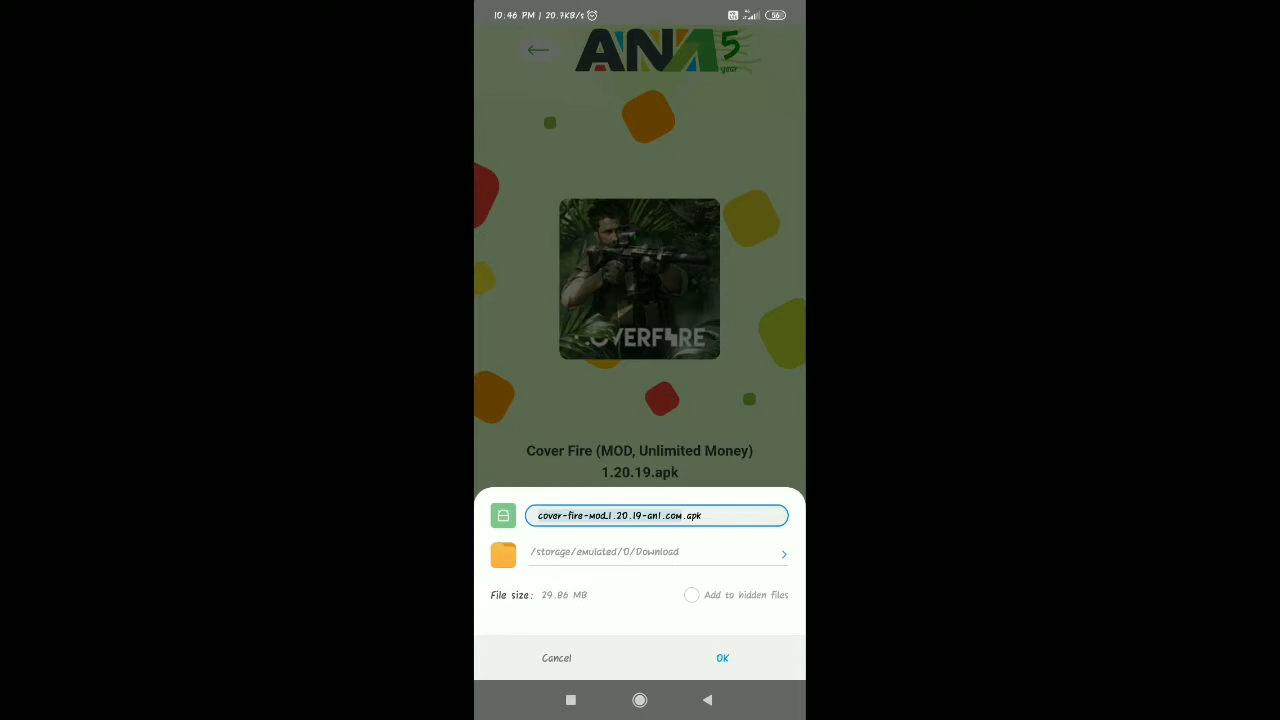 10:46 PM | 20.7KB/s
56
AN1
5
year
COVERFIRE
Cover Fire (MOD, Unlimited Money)
1.20.19.apk
cover-fire-mod_1.20.19-an1.com.apk
/storage/emulated/0/Download
File size: 29.86 MB
Add to hidden files
Cancel
OK